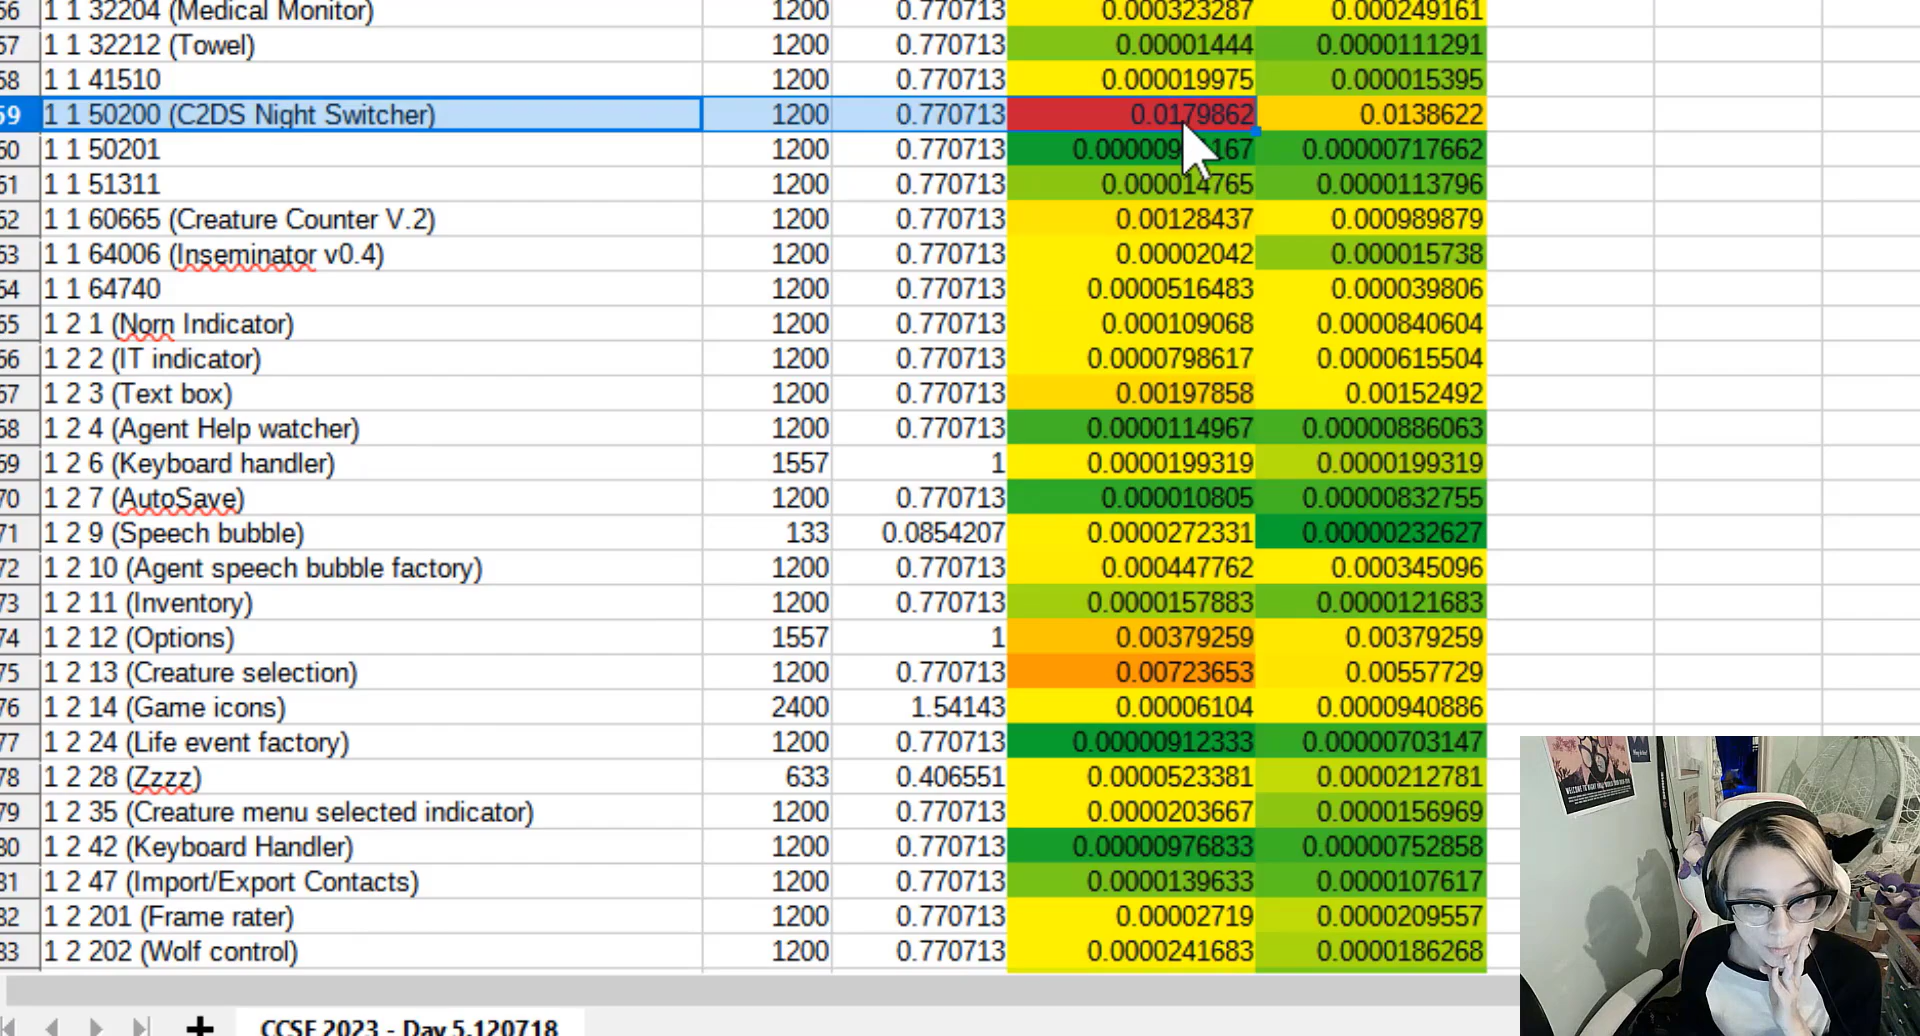 56 1 1 32204 (Medical Monitor) 1200 0.770713 0.000323287 0.000249161
57 1 1 32212 (Towel) 1200 0.770713 0.00001444 0.0000111291
58 1 1 41510 1200 0.770713 0.000019975 0.000015395
59 1 1 50200 (C2DS Night Switcher) 1200 0.770713 0.0179862 0.0138622
60 1 1 50201 1200 0.770713 0.00000717662
61 1 1 51311 1200 0.770713 0.000014765 0.0000113796
62 1 1 60665 (Creature Counter V.2) 1200 0.770713 0.00128437 0.000989879
63 1 1 64006 (Inseminator v0.4) 1200 0.770713 0.00002042 0.000015738
64 1 1 64740 1200 0.770713 0.0000516483 0.000039806
65 1 2 1 (Norn Indicator) 1200 0.770713 0.000109068 0.0000840604
66 1 2 2 (IT indicator) 1200 0.770713 0.0000798617 0.0000615504
67 1 2 3 (Text box) 1200 0.770713 0.00197858 0.00152492
68 1 2 4 (Agent Help watcher) 1200 0.770713 0.0000114967 0.00000886063
69 1 2 6 (Keyboard handler) 1557 1 0.0000199319 0.0000199319
70 1 2 7 (AutoSave) 1200 0.770713 0.000010805 0.00000832755
71 1 2 9 (Speech bubble) 133 0.0854207 0.0000272331 0.00000232627
72 1 2 10 (Agent speech bubble factory) 1200 0.770713 0.000447762 0.000345096
73 1 2 11 (Inventory) 1200 0.770713 0.0000157883 0.0000121683
74 1 2 12 (Options) 1557 1 0.00379259 0.00379259
75 1 2 13 (Creature selection) 1200 0.770713 0.00723653 0.00557729
76 1 2 14 (Game icons) 2400 1.54143 0.00006104 0.0000940886
77 1 2 24 (Life event factory) 1200 0.770713 0.00000912333 0.00000703147
78 1 2 28 (Zzzz) 633 0.406551 0.0000523381 0.0000212781
79 1 2 35 (Creature menu selected indicator) 1200 0.770713 0.0000203667 0.0000156969
80 1 2 42 (Keyboard Handler) 1200 0.770713 0.00000976833 0.00000752858
81 1 2 47 (Import/Export Contacts) 1200 0.770713 0.0000139633 0.0000107617
82 1 2 201 (Frame rater) 1200 0.770713 0.00002719 0.0000209557
83 1 2 202 (Wolf control) 1200 0.770713 0.0000241683 0.0000186268
CCSF 2023 - Day 5.120718